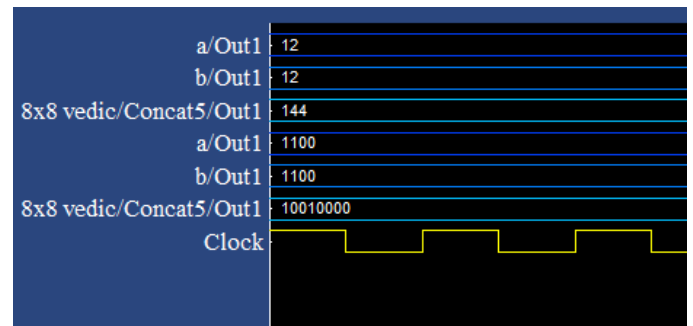 a/Out1 12
b/Out1 12
8x8 vedic/Concat5/Out1 144
a/Out1 1100
b/Out1 1100
8x8 vedic/Concat5/Out1 10010000
Clock